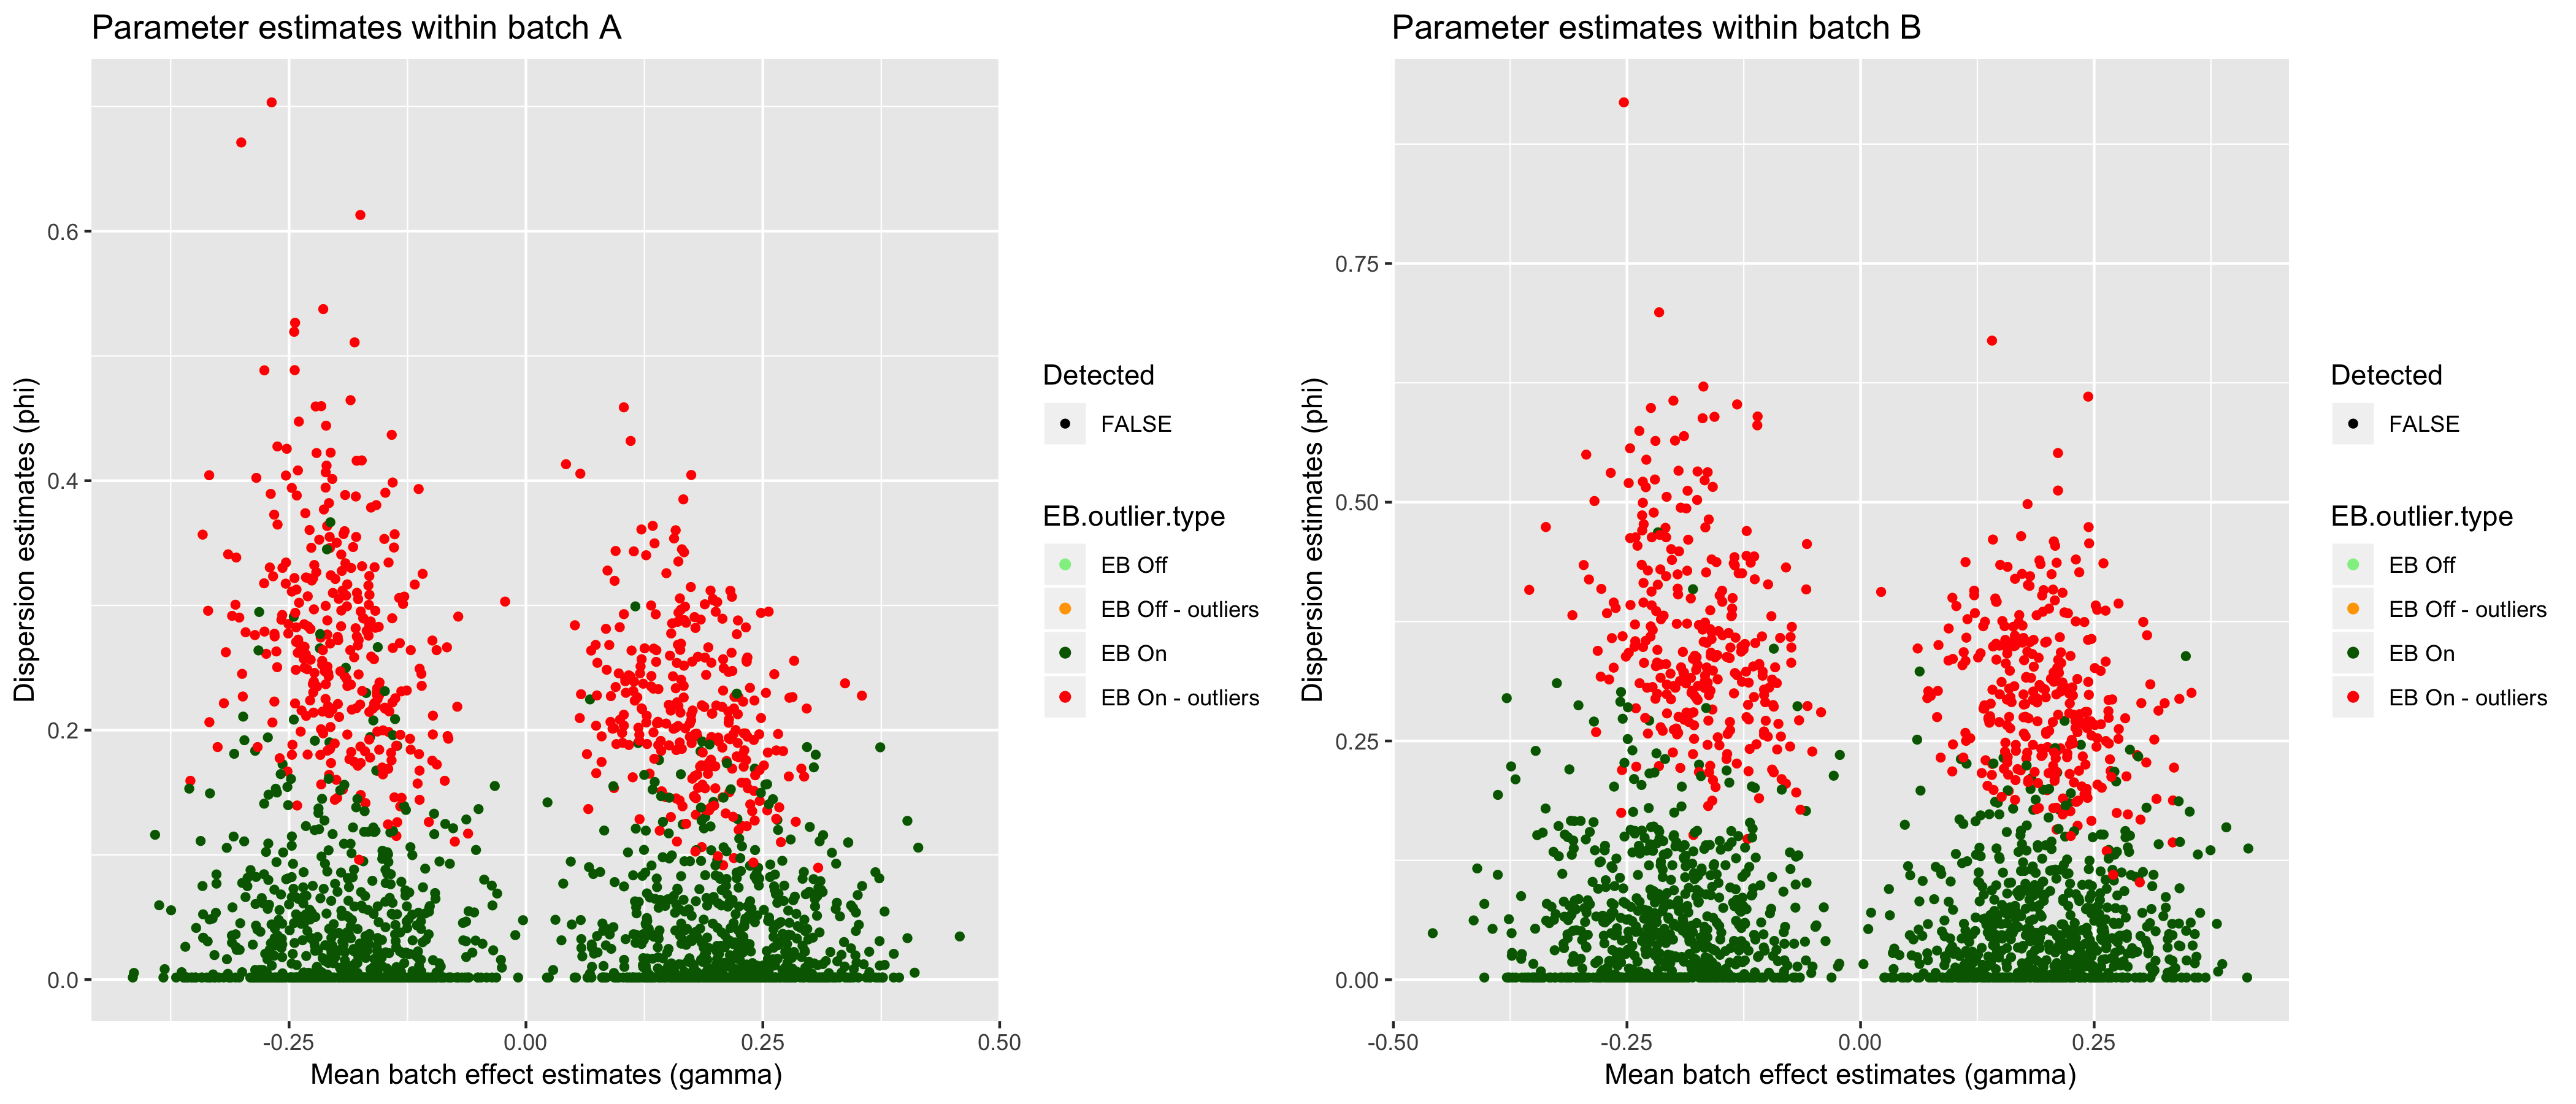 Parameter estimates within batch A
Dispersion estimates (phi)
0.6
0.4
0.2
0.0
-0.25
0.00
0.25
0.50
Mean batch effect estimates (gamma)
Detected
FALSE
EB.outlier.type
EB Off
EB Off - outliers
EB On
EB On - outliers
Parameter estimates within batch B
Dispersion estimates (phi)
0.75
0.50
0.25
0.00
-0.50
-0.25
0.00
0.25
Mean batch effect estimates (gamma)
Detected
FALSE
EB.outlier.type
EB Off
EB Off - outliers
EB On
EB On - outliers